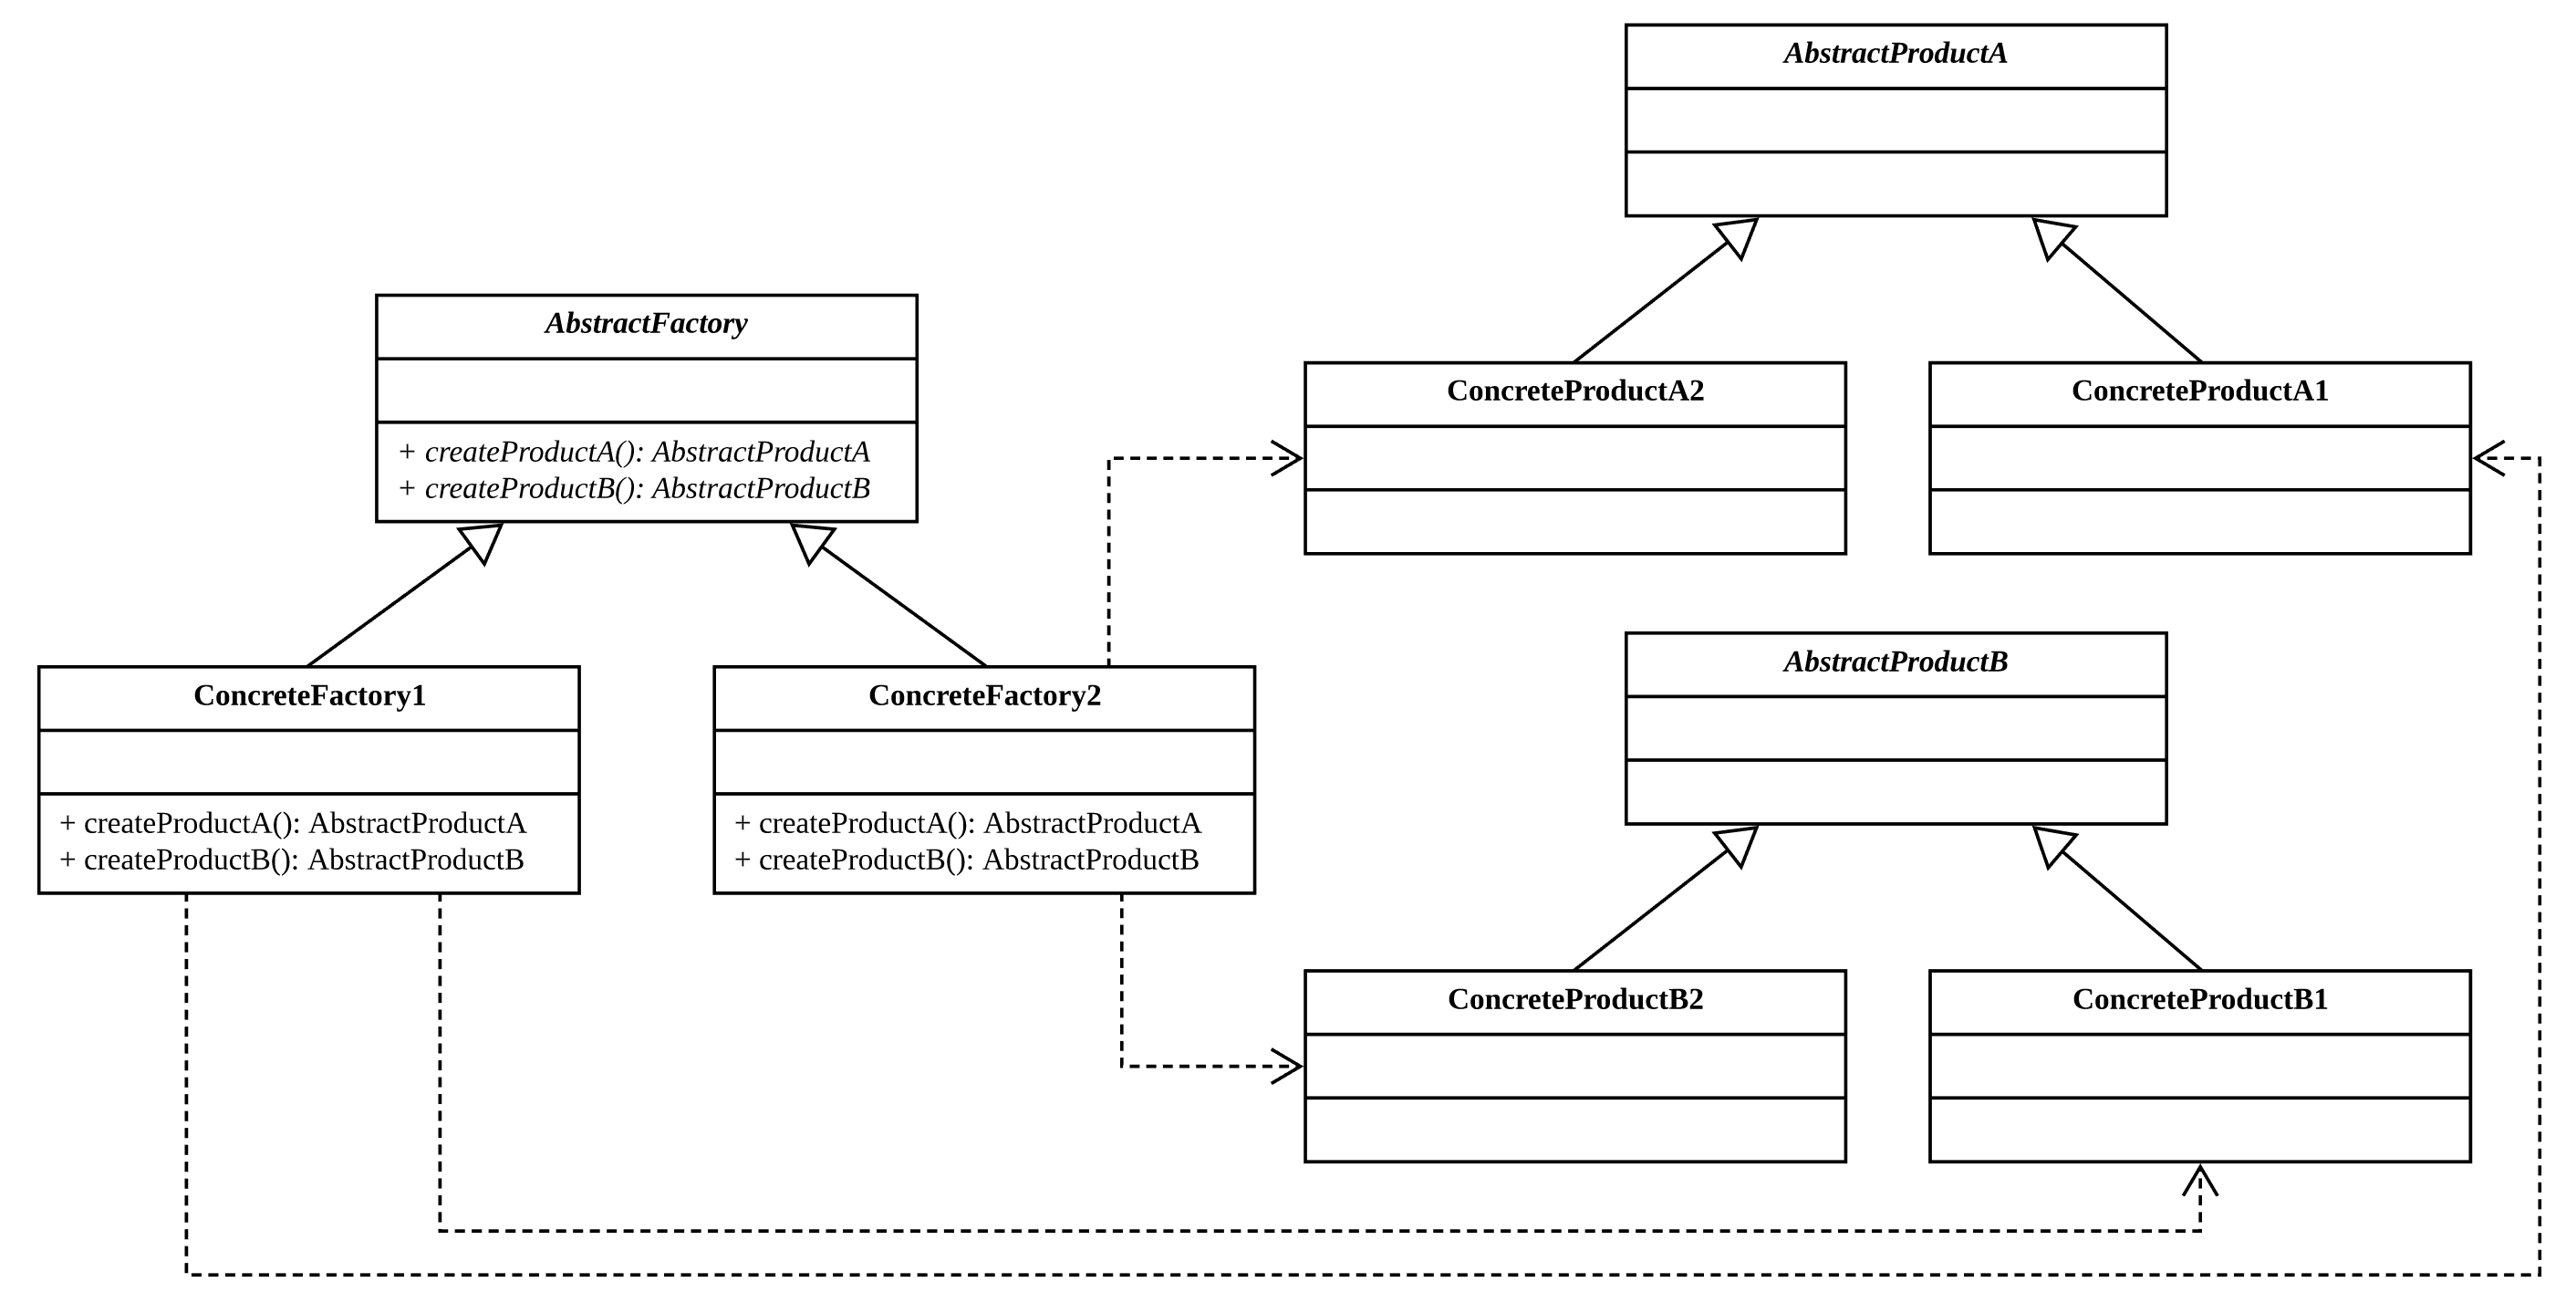 AbstractProductA
AbstractFactory
+ createProductA(): AbstractProductA
+ createProductB(): AbstractProductB
ConcreteProductA2
ConcreteProductA1
ConcreteFactory1
+ createProductA(): AbstractProductA
+ createProductB(): AbstractProductB
ConcreteFactory2
+ createProductA(): AbstractProductA
+ createProductB(): AbstractProductB
AbstractProductB
ConcreteProductB2
ConcreteProductB1